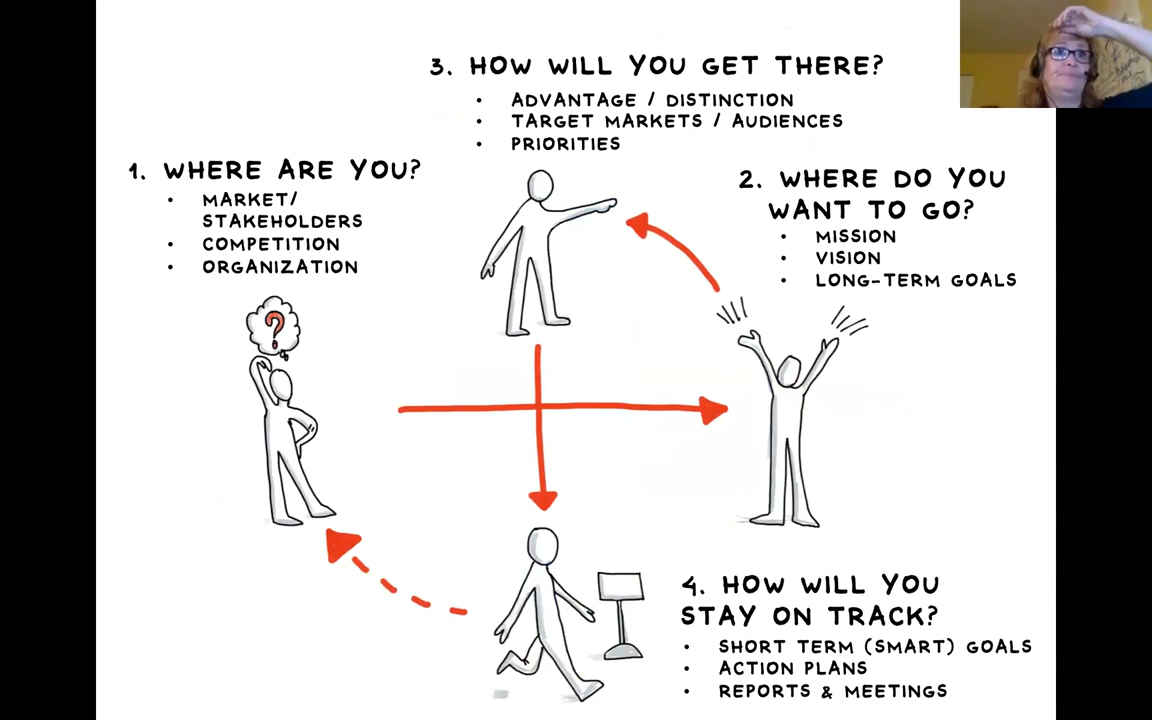 3. HOW WILL YOU GET THERE?
• ADVANTAGE / DISTINCTION
• TARGET MARKETS / AUDIENCES
• PRIORITIES
1. WHERE ARE YOU?
• MARKET/
STAKEHOLDERS
• COMPETITION
• ORGANIZATION
?
2. WHERE DO YOU
WANT TO GO?
• MISSION
• VISION
• LONG-TERM GOALS
4. HOW WILL YOU
STAY ON TRACK?
• SHORT TERM (SMART) GOALS
• ACTION PLANS
• REPORTS & MEETINGS